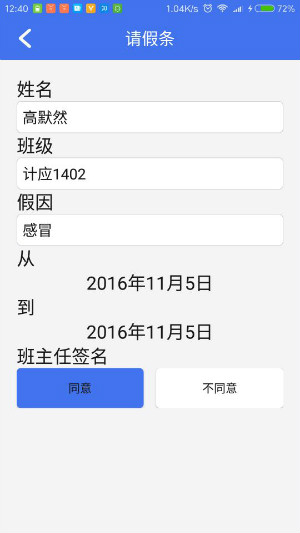 12:40 1.04K/s 72%
请假条
姓名
高默然
班级
计应1402
假因
感冒
从
2016年11月5日
到
2016年11月5日
班主任签名
同意 不同意